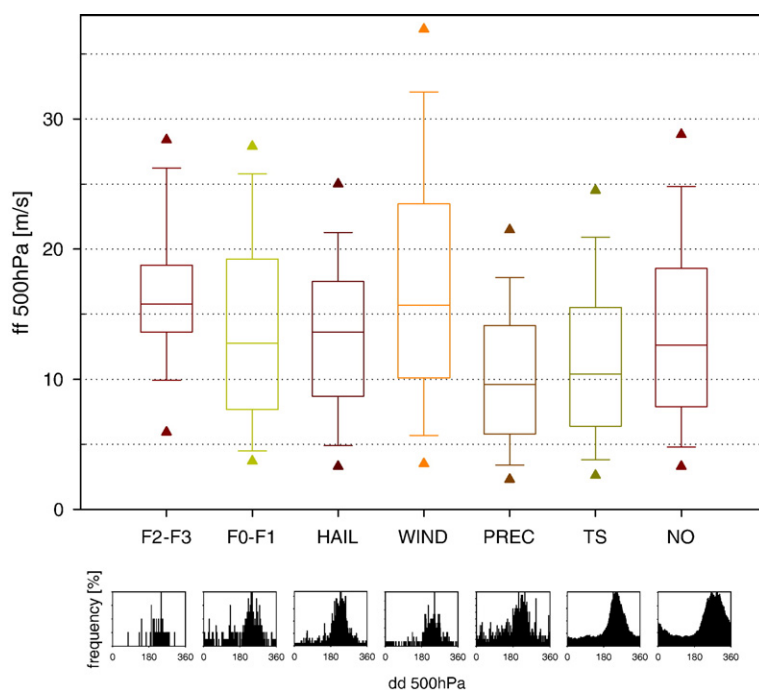 ff 500hPa [m/s]
30
20
10
0
F2-F3 F0-F1 HAIL WIND PREC TS NO
frequency [%]
0 180 360 0 180 360 0 180 360 0 180 360 0 180 360 0 180 360 0 180 360
dd 500hPa